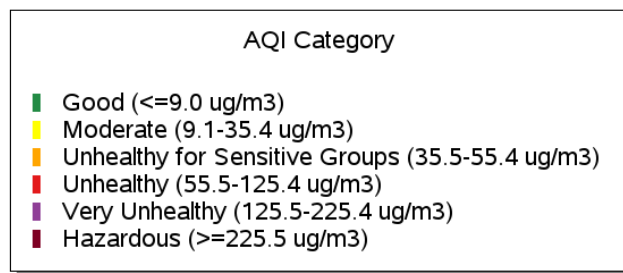 AQI Category
Good (<=9.0 ug/m3)
Moderate (9.1-35.4 ug/m3)
Unhealthy for Sensitive Groups (35.5-55.4 ug/m3)
Unhealthy (55.5-125.4 ug/m3)
Very Unhealthy (125.5-225.4 ug/m3)
Hazardous (>=225.5 ug/m3)